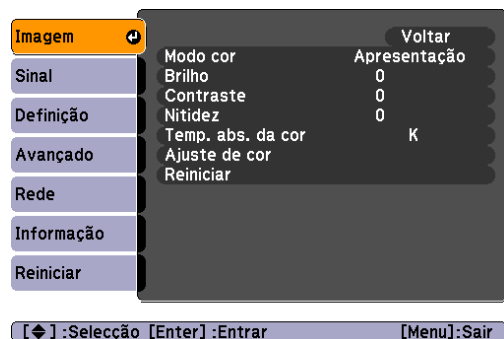 Imagem
Sinal
Definição
Avançado
Rede
Informação
Reiniciar
Voltar
Modo cor Apresentação
Brilho 0
Contraste 0
Nitidez 0
Temp. abs. da cor K
Ajuste de cor
Reiniciar
[ ] :Selecção [Enter] :Entrar [Menu]:Sair